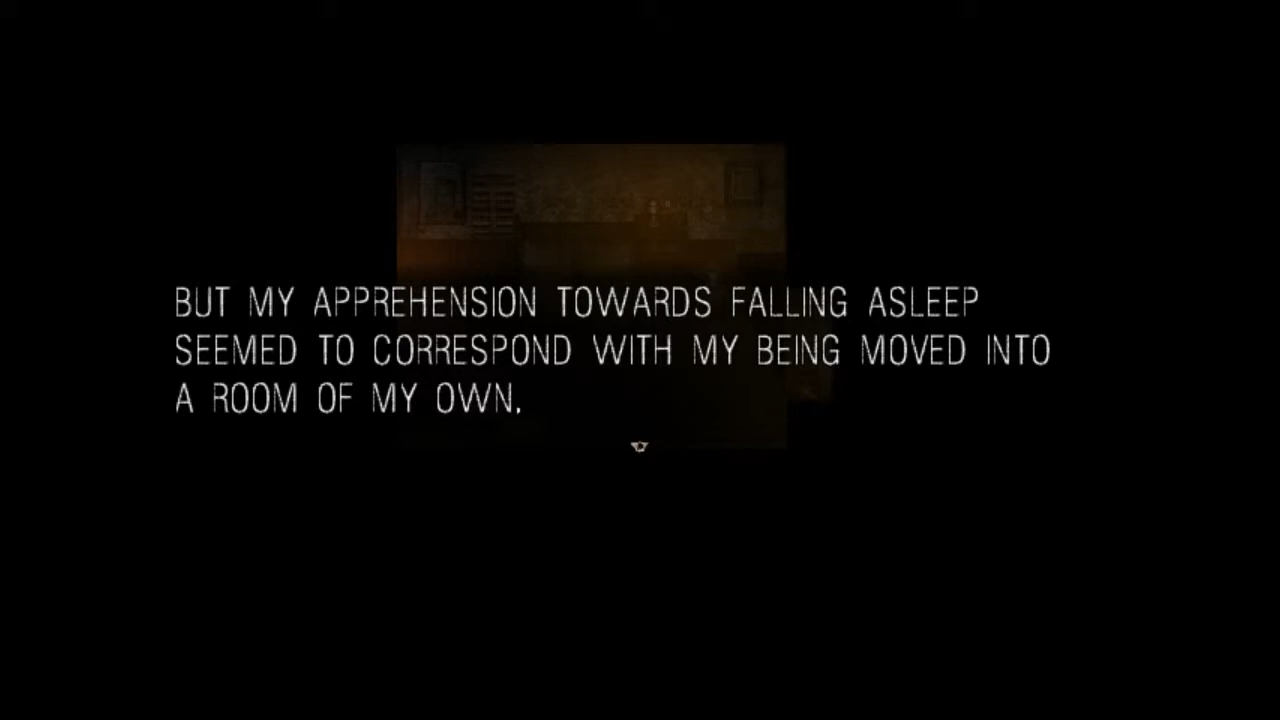 BUT MY APPREHENSION TOWARDS FALLING ASLEEP
SEEMED TO CORRESPOND WITH MY BEING MOVED INTO
A ROOM OF MY OWN.